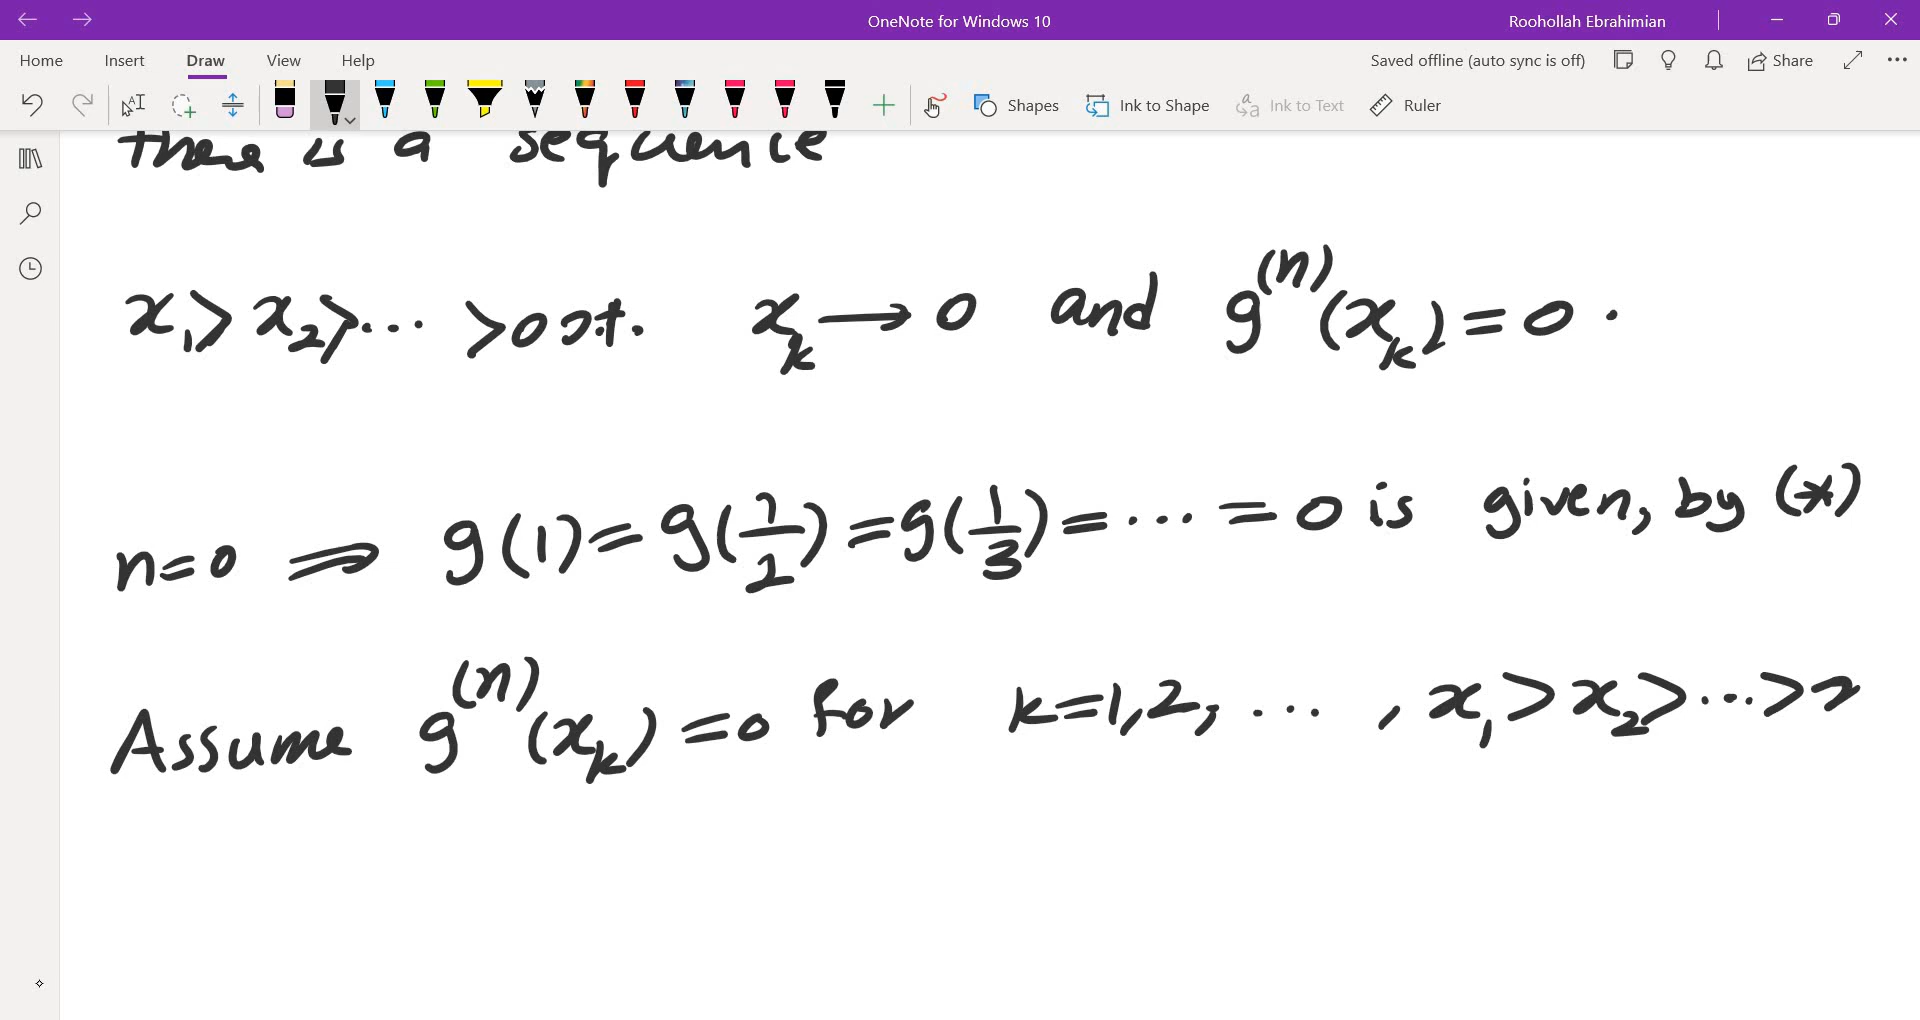 OneNote for Windows 10
Roohollah Ebrahimian
Home Insert Draw View Help
Saved offline (auto sync is off) Share
Shapes Ink to Shape Ink to Text Ruler
there is a sequence
x₁ > x₂ > ... > 0 s.t. x_k → 0 and g^(n)(x_k) = 0.
n=0 ⟹ g(1) = g(1/2) = g(1/3) = ... = 0 is given, by (*)
Assume g^(n)(x_k) = 0 for k=1,2, ..., x₁ > x₂ > ... >